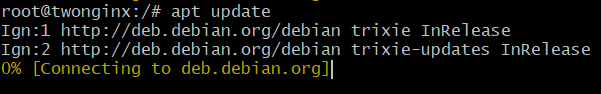 root@twonginx:/# apt update
Ign:1 http://deb.debian.org/debian trixie InRelease
Ign:2 http://deb.debian.org/debian trixie-updates InRelease
0% [Connecting to deb.debian.org]